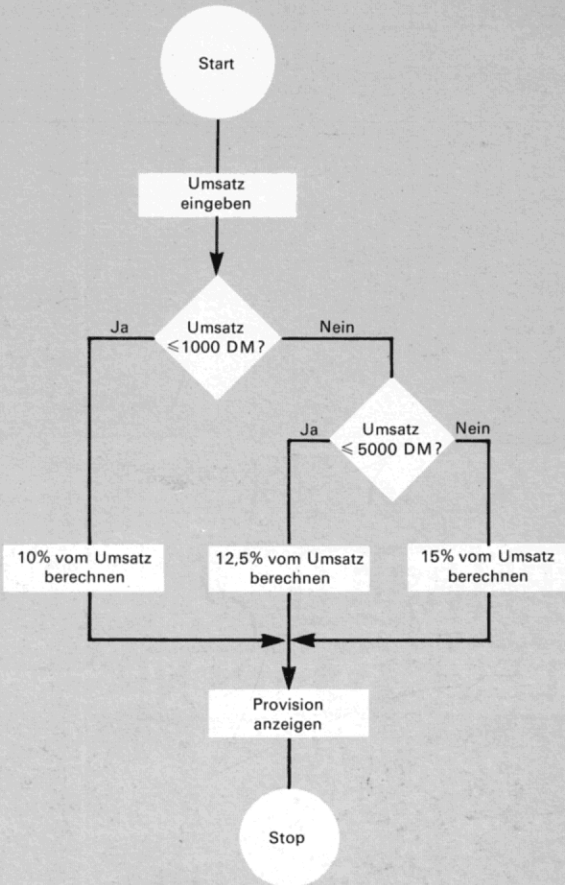 Start
Umsatz
eingeben
Ja
Umsatz
≤1000 DM?
Nein
Ja
Umsatz
≤ 5000 DM?
Nein
10% vom Umsatz
berechnen
12,5% vom Umsatz
berechnen
15% vom Umsatz
berechnen
Provision
anzeigen
Stop